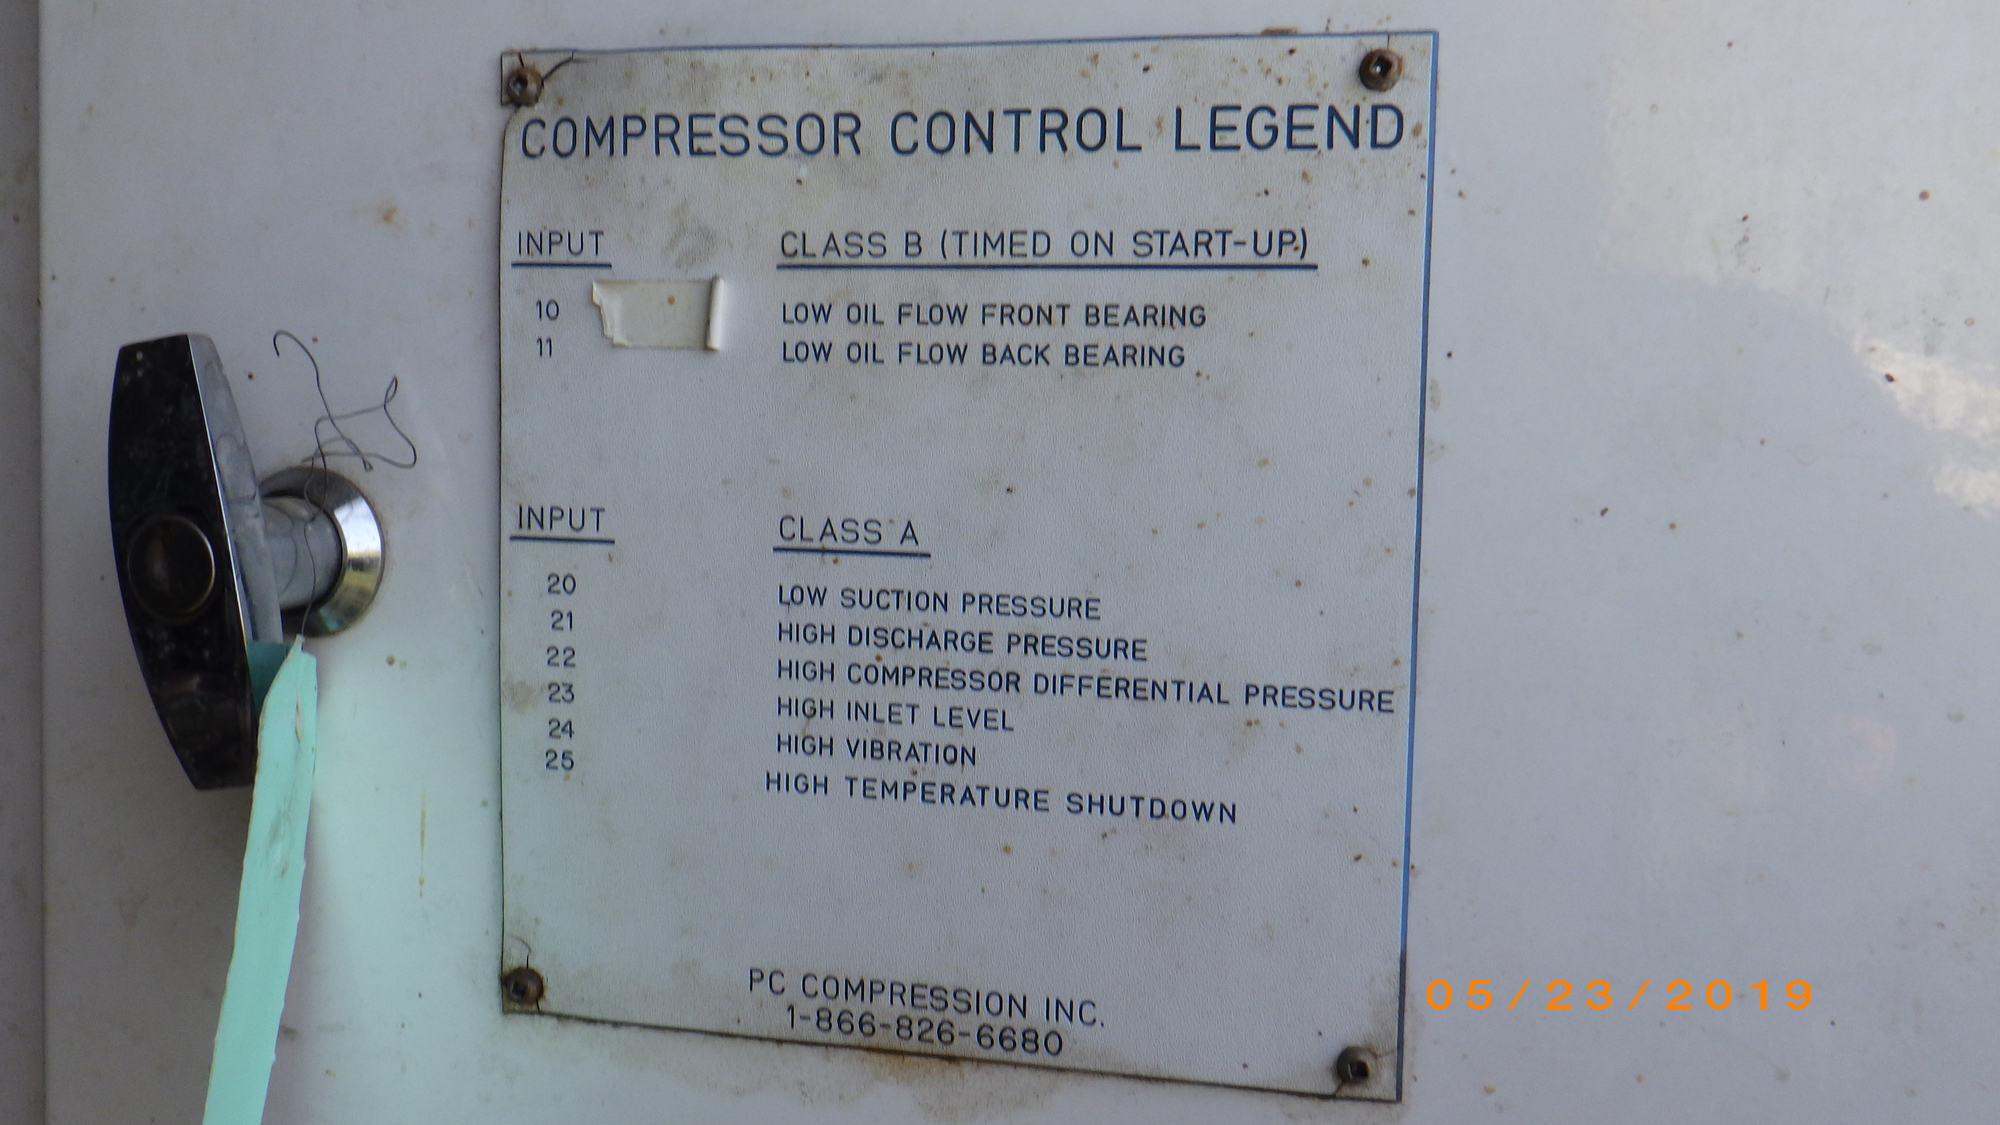 COMPRESSOR CONTROL LEGEND
INPUT CLASS B (TIMED ON START-UP.)
10 LOW OIL FLOW FRONT BEARING
11 LOW OIL FLOW BACK BEARING
INPUT CLASS A
20 LOW SUCTION PRESSURE
21 HIGH DISCHARGE PRESSURE
22 HIGH COMPRESSOR DIFFERENTIAL PRESSURE
23 HIGH INLET LEVEL
24 HIGH VIBRATION
25 HIGH TEMPERATURE SHUTDOWN
PC COMPRESSION INC.
1-866-826-6680
05/23/2019